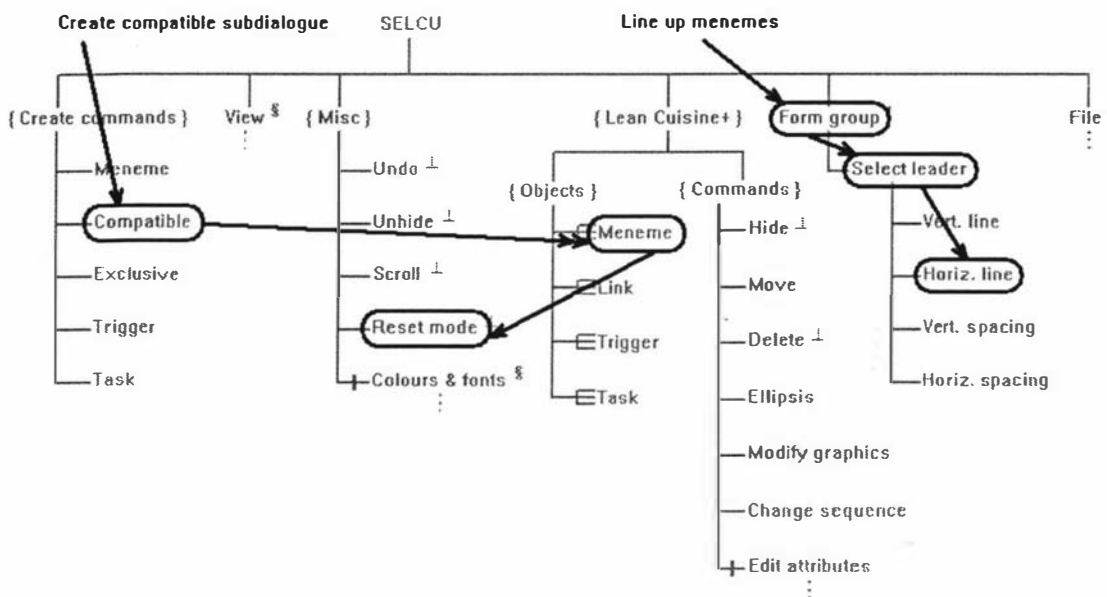 Create compatible subdialogue
SELCU
Line up menemes
{ Create commands }
View §
{ Misc }
{ Lean Cuisine+ }
Form group
File
Meneme
Undo ⊥
Select leader
{ Objects }
{ Commands }
Compatible
Unhide ⊥
Meneme
Hide ⊥
Vert. line
Exclusive
Scroll ⊥
Link
Move
Horiz. line
Trigger
Reset mode
Trigger
Delete ⊥
Vert. spacing
Task
Colours & fonts §
Task
Ellipsis
Horiz. spacing
Modify graphics
Change sequence
Edit attributes